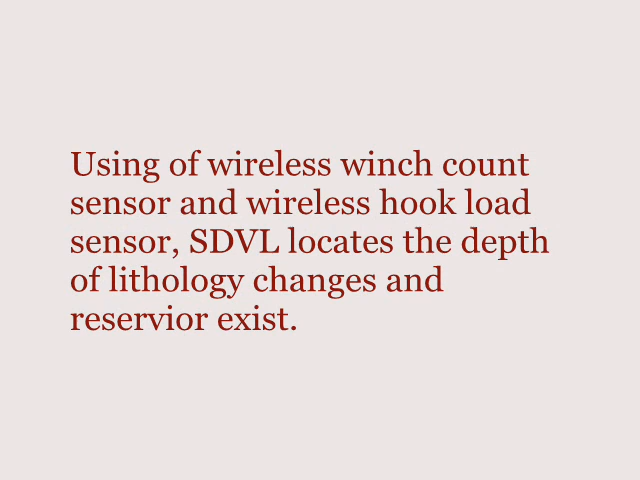 Using of wireless winch count
sensor and wireless hook load
sensor, SDVL locates the depth
of lithology changes and
reservior exist.